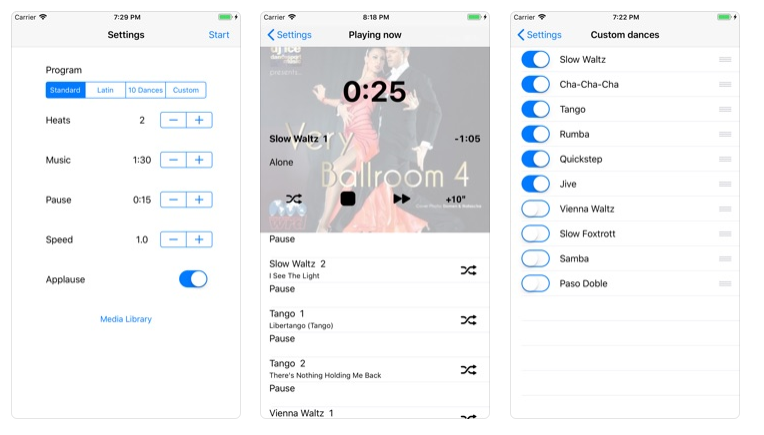 Carrier 7:29 PM
Settings Start
Program
Standard Latin 10 Dances Custom
Heats 2 − +
Music 1:30 − +
Pause 0:15 − +
Speed 1.0 − +
Applause
Media Library
Carrier 8:18 PM
Settings Playing now
dj ice
presents...
0:25
Slow Waltz 1 -1:05
Very
Alone
Ballroom 4
+10"
Pause
Slow Waltz 2
I See The Light
Pause
Tango 1
Libertango (Tango)
Pause
Tango 2
There's Nothing Holding Me Back
Pause
Vienna Waltz 1
Carrier 7:22 PM
Settings Custom dances
Slow Waltz
Cha-Cha-Cha
Tango
Rumba
Quickstep
Jive
Vienna Waltz
Slow Foxtrott
Samba
Paso Doble